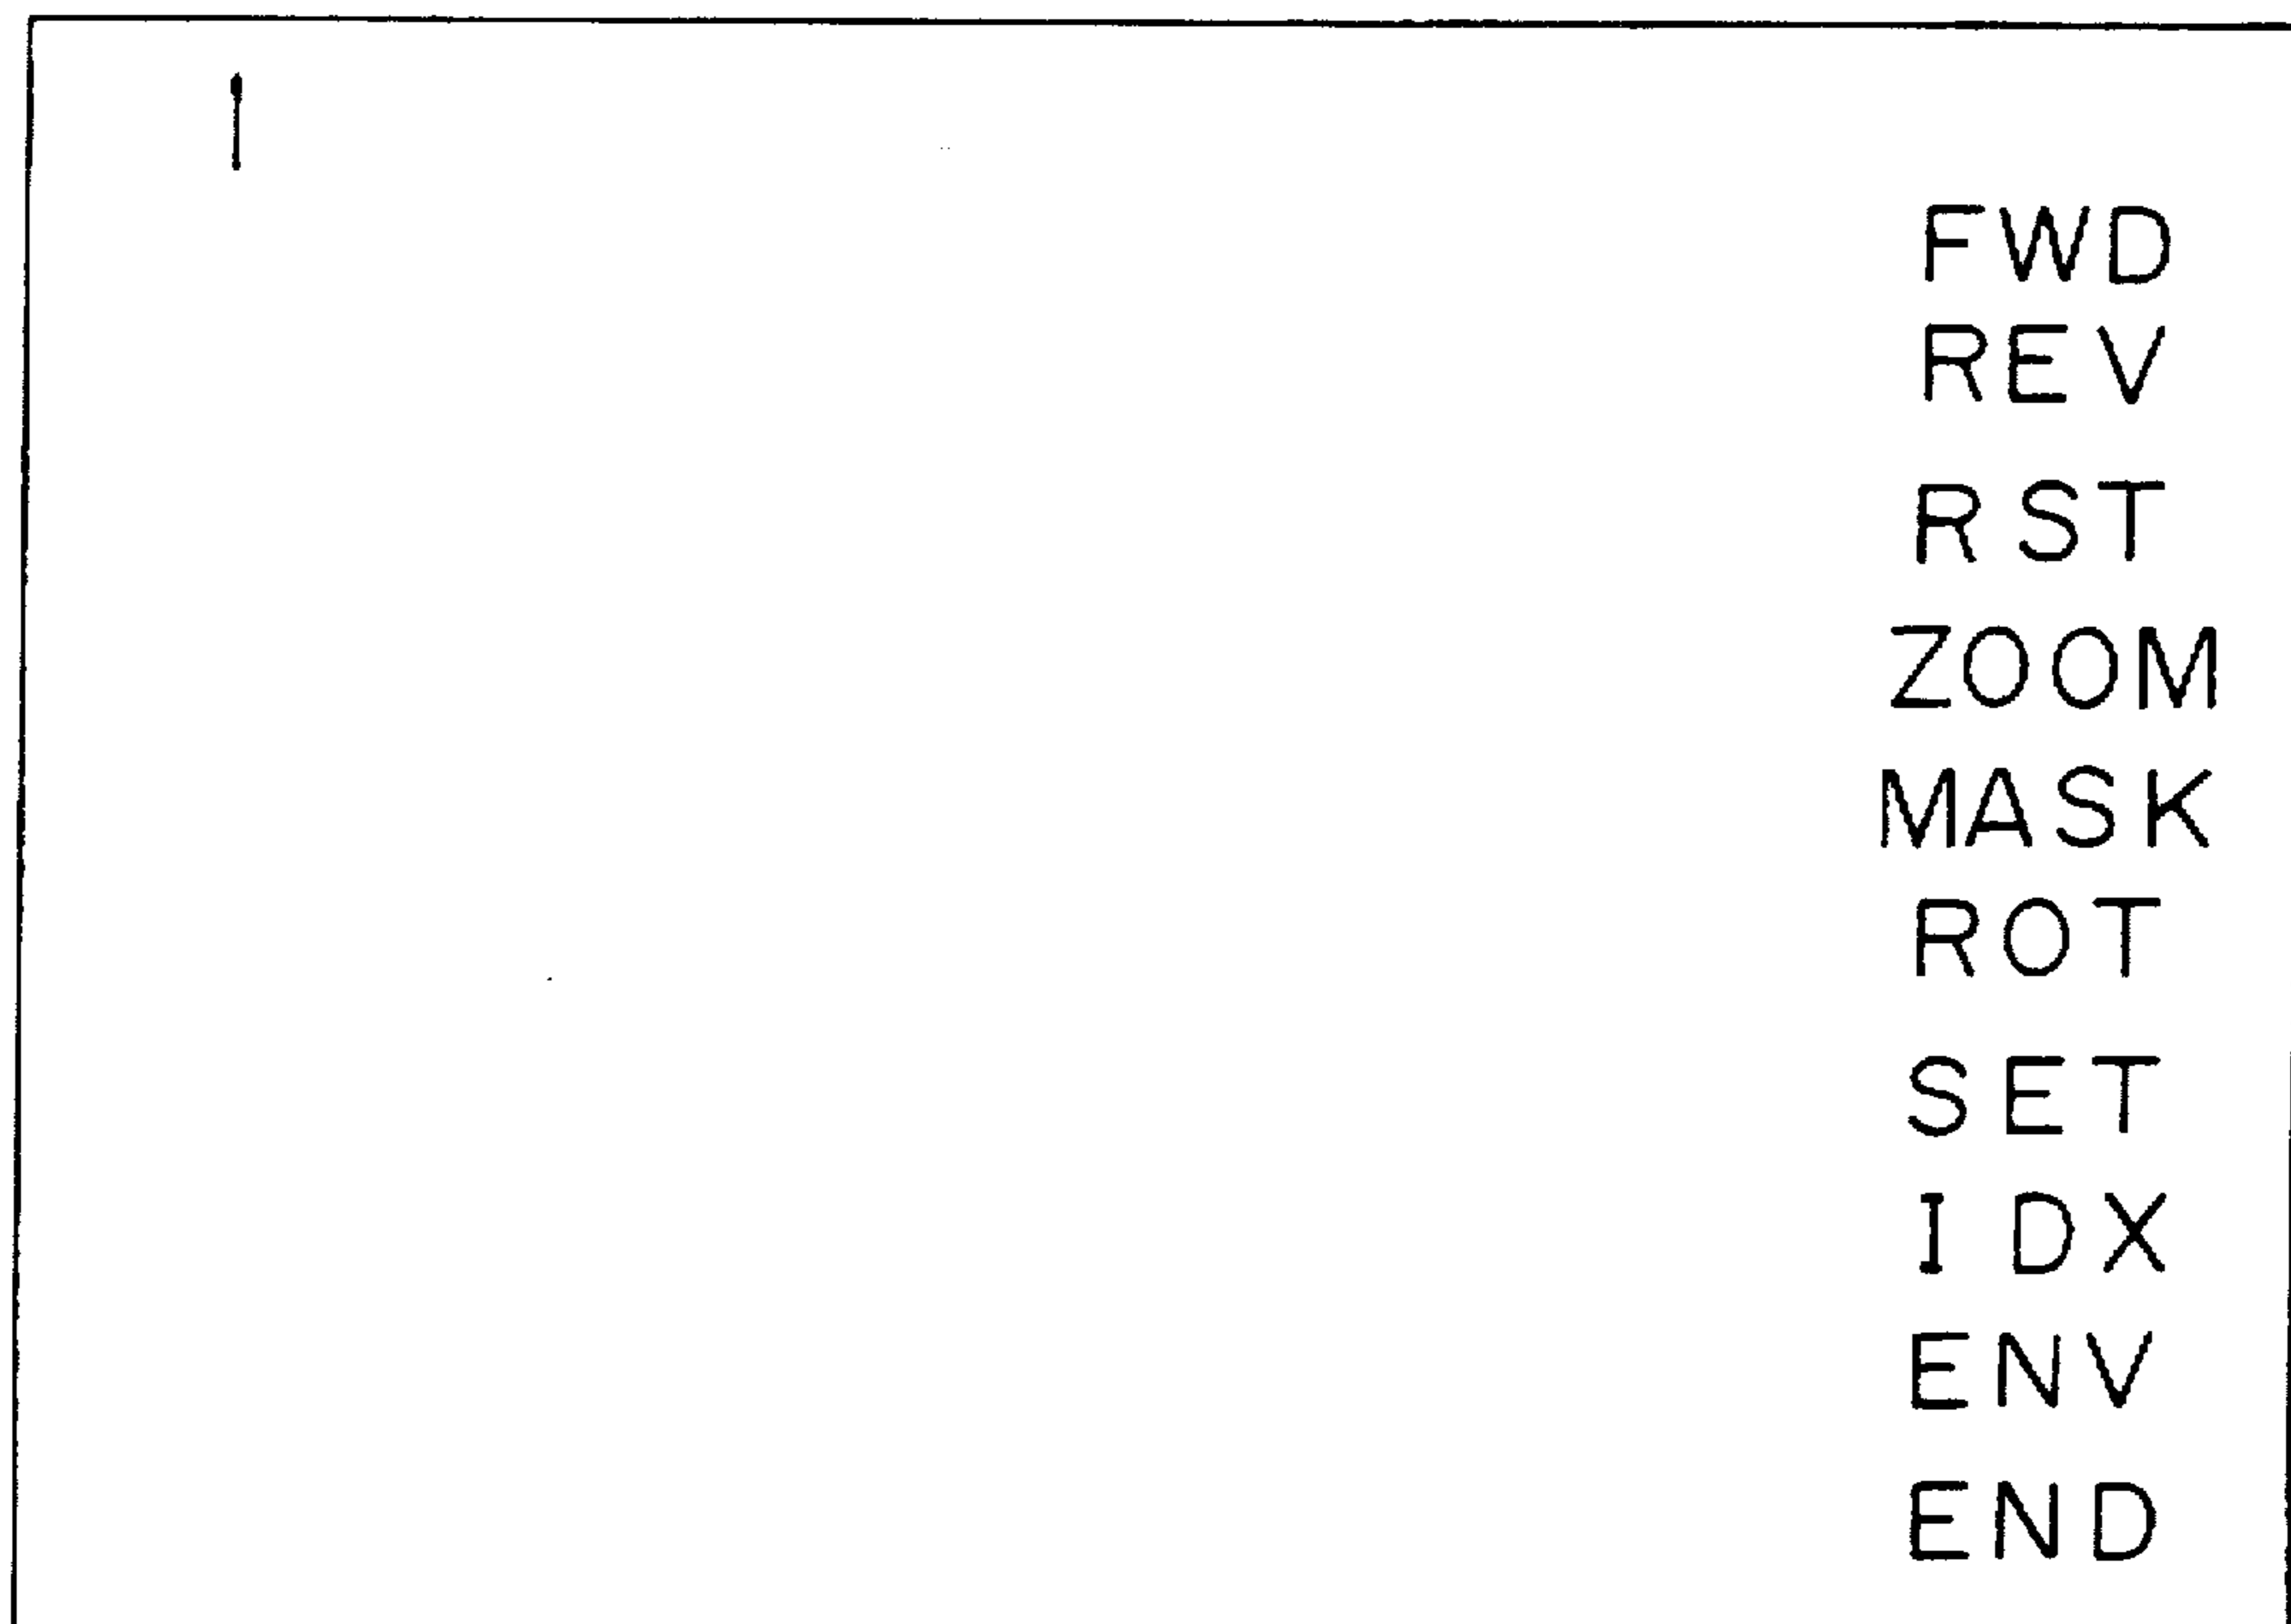 1
FWD
REV
RST
ZOOM
MASK
ROT
SET
IDX
ENV
END